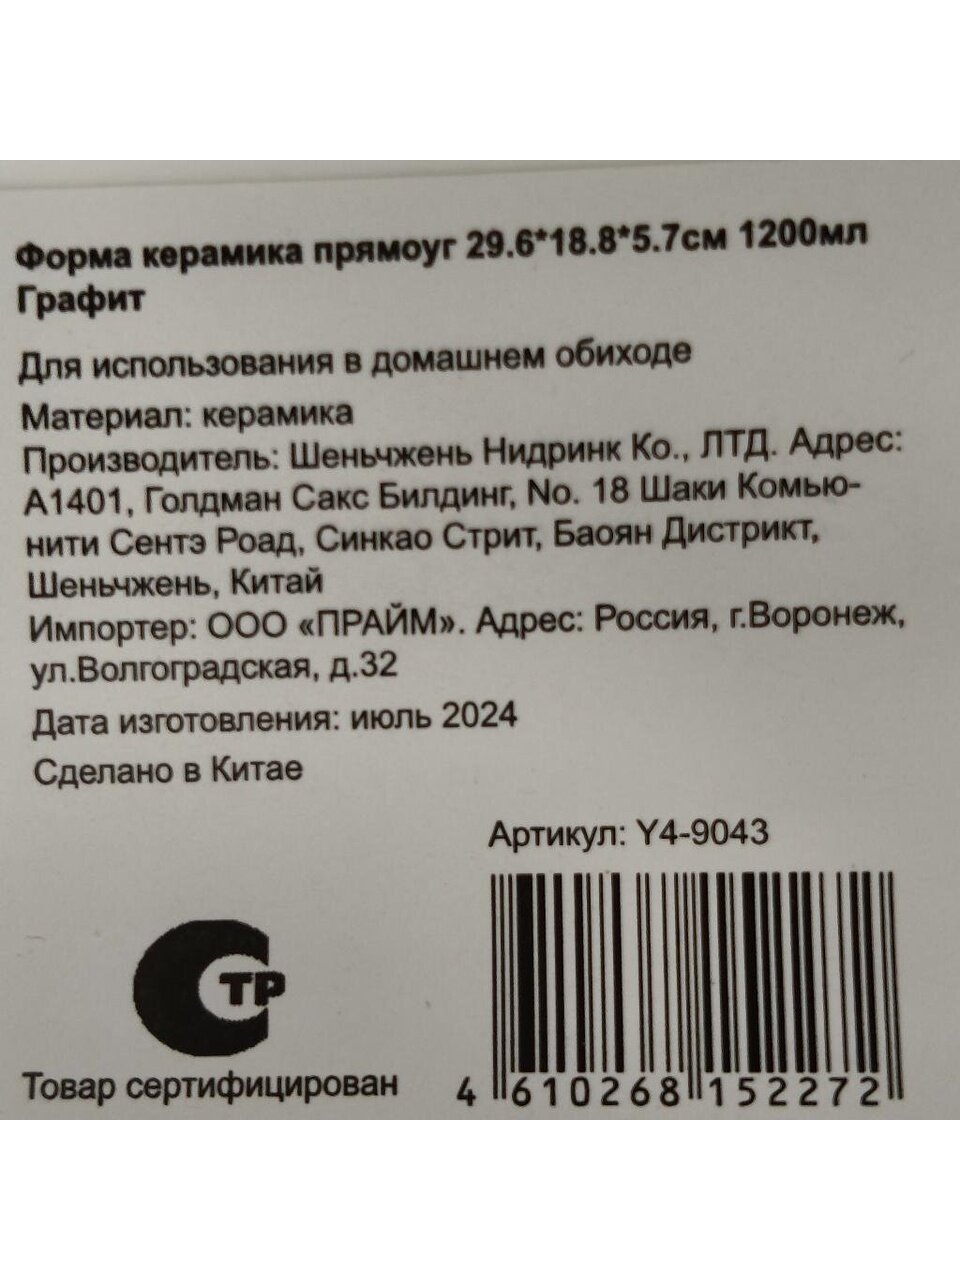 Форма керамика прямоуг 29.6*18.8*5.7см 1200мл
Графит
Для использования в домашнем обиходе
Материал: керамика
Производитель: Шеньчжень Нидринк Ко., ЛТД. Адрес:
А1401, Голдман Сакс Билдинг, No. 18 Шаки Комью-
нити Сентэ Роад, Синкао Стрит, Баоян Дистрикт,
Шеньчжень, Китай
Импортер: ООО «ПРАЙМ». Адрес: Россия, г.Воронеж,
ул.Волгоградская, д.32
Дата изготовления: июль 2024
Сделано в Китае
Артикул: Y4-9043
СТР
Товар сертифицирован
4 610268 152272